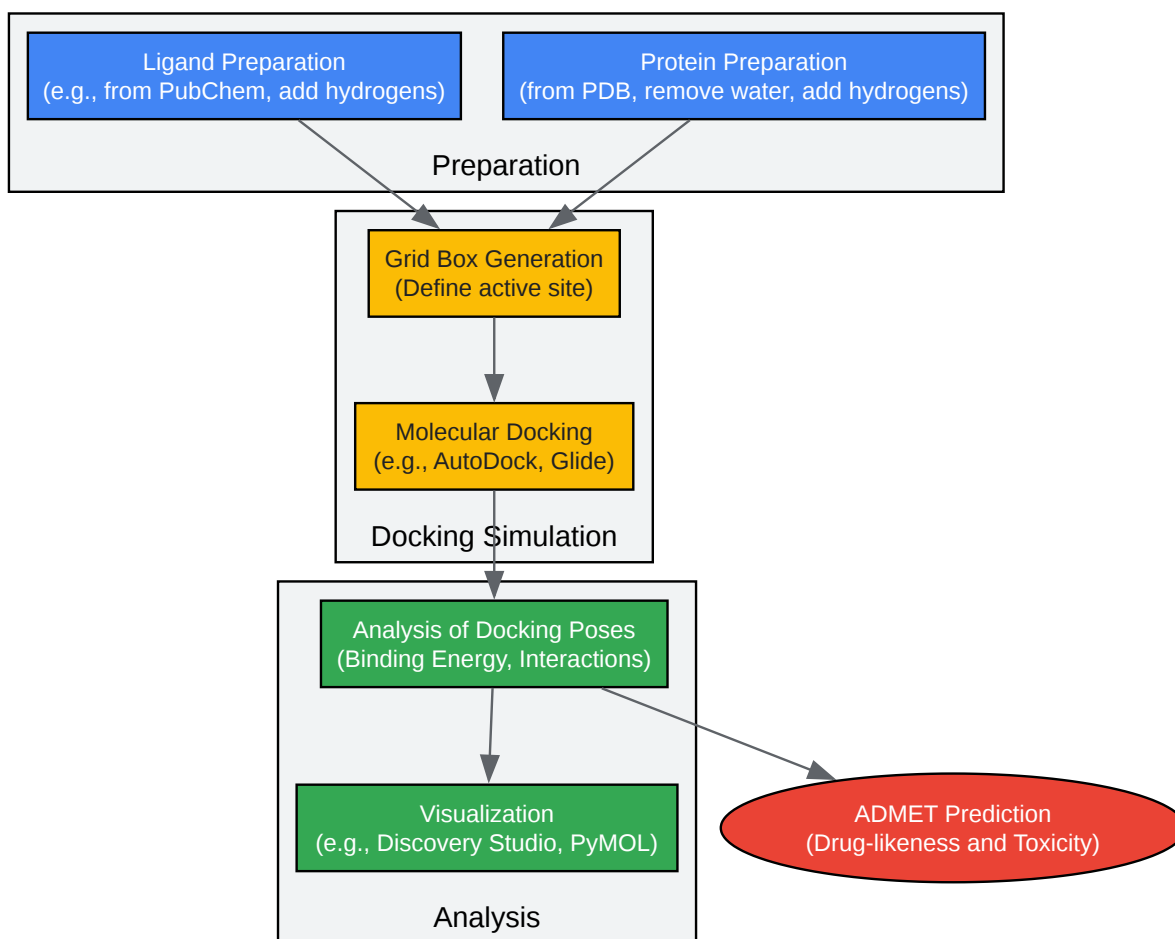 Ligand Preparation
(e.g., from PubChem, add hydrogens)
Protein Preparation
(from PDB, remove water, add hydrogens)
Preparation
Grid Box Generation
(Define active site)
Molecular Docking
(e.g., AutoDock, Glide)
Docking Simulation
Analysis of Docking Poses
(Binding Energy, Interactions)
Visualization
(e.g., Discovery Studio, PyMOL)
ADMET Prediction
(Drug-likeness and Toxicity)
Analysis